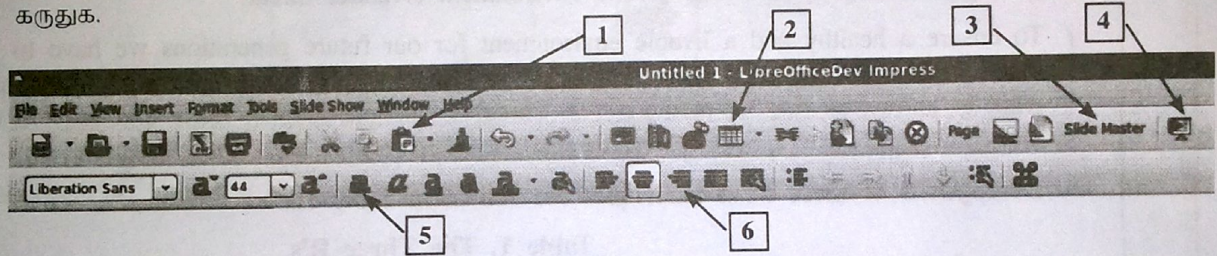 கருதுக.
1 2 3 4
Untitled 1 - LibreOfficeDev Impress
File Edit View Insert Format Tools Slide Show Window Help
Page Slide Master
Liberation Sans 44
5 6